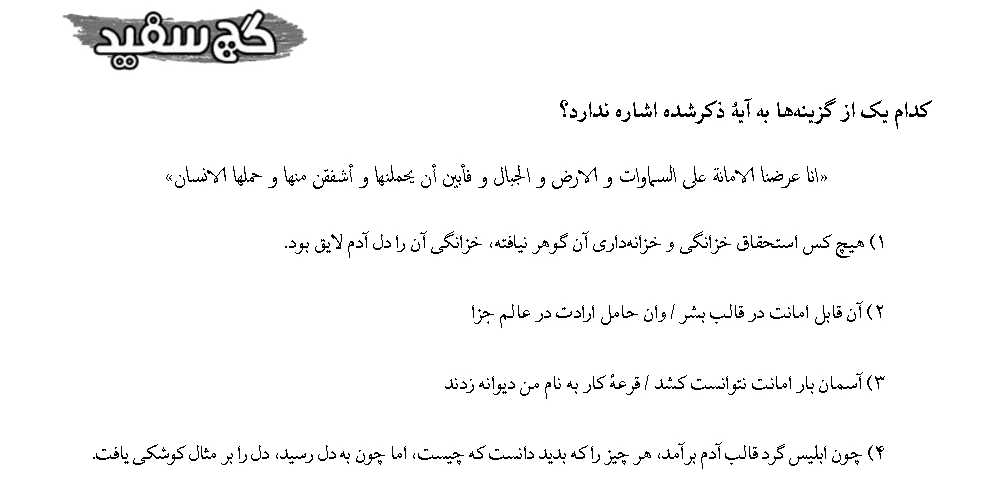 گچ سفید
کدام یک از گزینه‌ها به آیهٔ ذکرشده اشاره ندارد؟
«انا عرضنا الامانة علی السماوات و الارض و الجبال و فأبین أن یحملنها و أشفقن منها و حملها الانسان»
۱) هیچ کس استحقاق خزانگی و خزانه‌داری آن گوهر نیافته، خزانگی آن را دل آدم لایق بود.
۲) آن قابل امانت در قالب بشر / وان حامل ارادت در عالم جزا
۳) آسمان بار امانت نتوانست کشد / قرعهٔ کار به نام من دیوانه زدند
۴) چون ابلیس گرد قالب آدم برآمد، هر چیز را که بدید دانست که چیست، اما چون به دل رسید، دل را بر مثال کوشکی یافت.